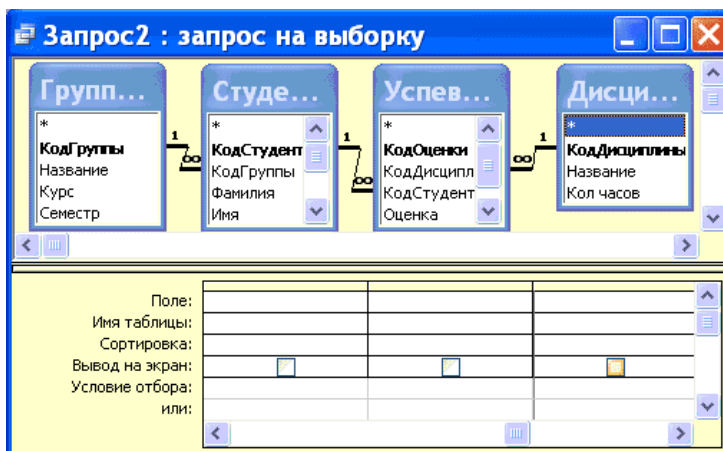 Запрос2 : запрос на выборку
Групп...
*
КодГруппы
Название
Курс
Семестр
1
∞
Студе...
*
КодСтудент
КодГруппы
Фамилия
Имя
1
∞
Успев...
*
КодОценки
КодДисципл
КодСтудент
Оценка
∞
1
Дисци...
*
КодДисциплины
Название
Кол часов
Поле:
Имя таблицы:
Сортировка:
Вывод на экран:
Условие отбора:
или: